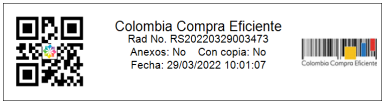 Colombia Compra Eficiente
Rad No. RS20220329003473
Anexos: No Con copia: No
Fecha: 29/03/2022 10:01:07
Colombia Compra Eficiente